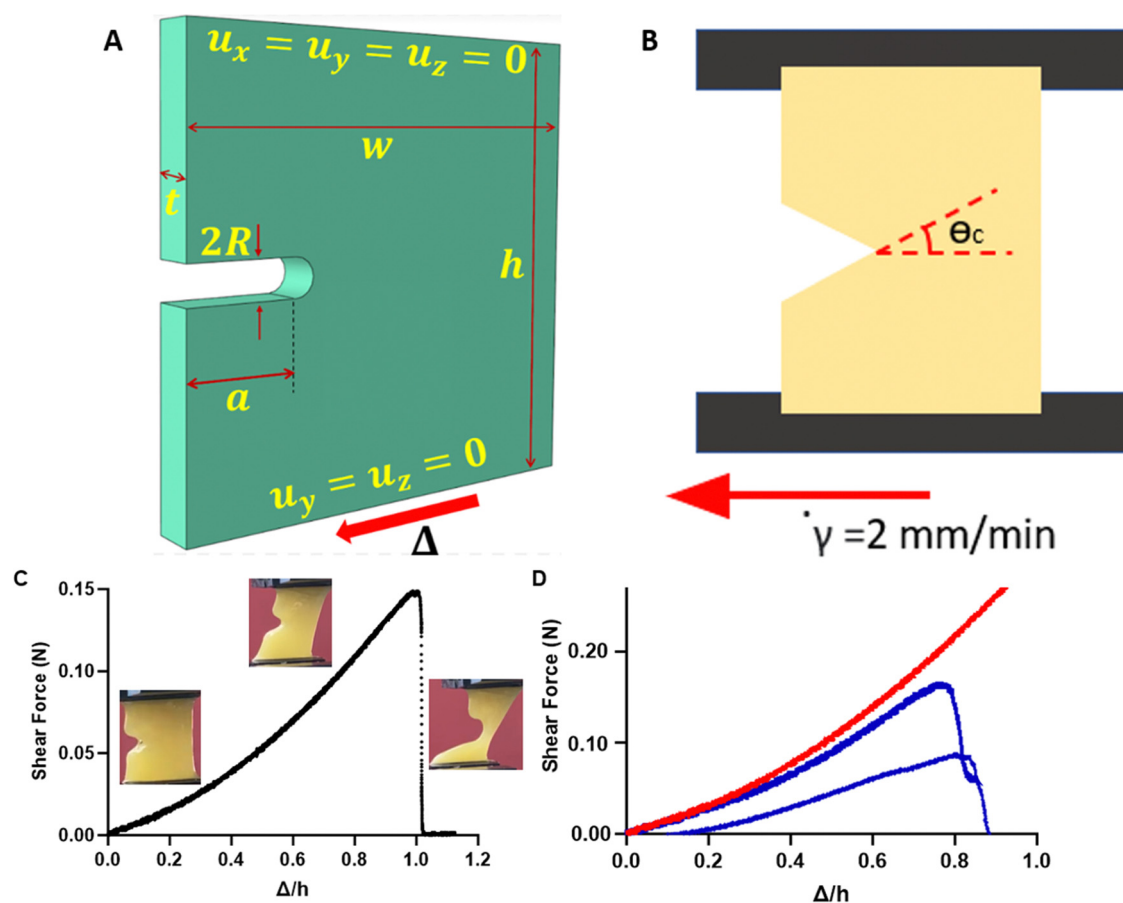 A
u_x = u_y = u_z = 0
w
t
2R
h
a
u_y = u_z = 0
Δ
B
Θc
γ̇ =2 mm/min
C
Shear Force (N)
0.15
0.10
0.05
0.00
0.0 0.2 0.4 0.6 0.8 1.0 1.2
Δ/h
D
Shear Force (N)
0.20
0.10
0.00
0.0 0.2 0.4 0.6 0.8 1.0
Δ/h